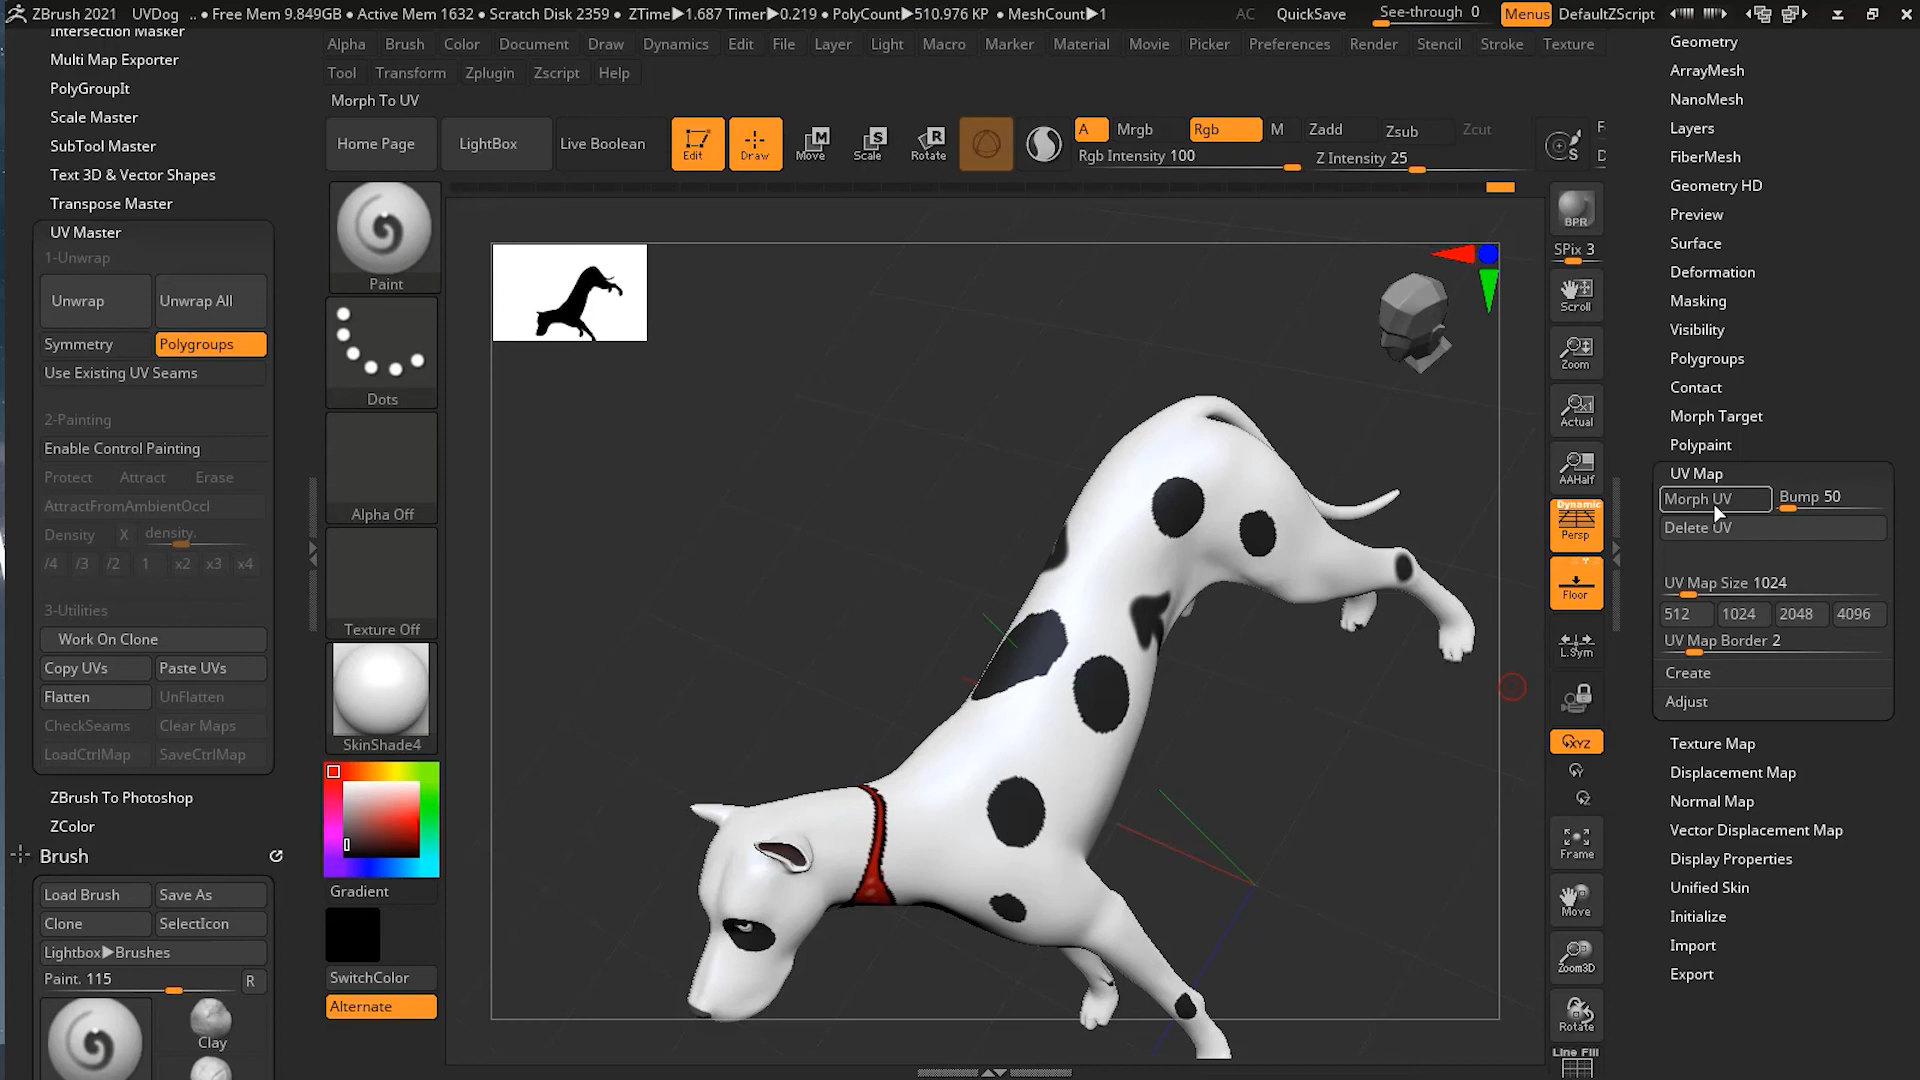 ZBrush 2021 UVDog .. • Free Mem 9.849GB • Active Mem 1632 • Scratch Disk 2359 • ZTime▶1.687 Timer▶0.219 • PolyCount▶510.976 KP • MeshCount▶1 AC QuickSave See-through 0 Menus DefaultZScript
Alpha Brush Color Document Draw Dynamics Edit File Layer Light Macro Marker Material Movie Picker Preferences Render Stencil Stroke Texture
Tool Transform Zplugin Zscript Help
Morph To UV
Home Page LightBox Live Boolean Edit Draw Move Scale Rotate A Mrgb Rgb M Zadd Zsub Zcut
Rgb Intensity 100 Z Intensity 25
Intersection Masker
Multi Map Exporter
PolyGroupIt
Scale Master
SubTool Master
Text 3D & Vector Shapes
Transpose Master
UV Master
1-Unwrap
Unwrap Unwrap All
Symmetry Polygroups
Use Existing UV Seams
2-Painting
Enable Control Painting
Protect Attract Erase
AttractFromAmbientOccl
Density X density.
/4 /3 /2 1 x2 x3 x4
3-Utilities
Work On Clone
Copy UVs Paste UVs
Flatten UnFlatten
CheckSeams Clear Maps
LoadCtrlMap SaveCtrlMap
ZBrush To Photoshop
ZColor
Brush
Load Brush Save As
Clone SelectIcon
Lightbox▶Brushes
Paint. 115 R
Clay
Paint
Dots
Alpha Off
Texture Off
SkinShade4
Gradient
SwitchColor
Alternate
S
F
D
BPR
SPix 3
Scroll
Zoom
Actual
AAHalf
Dynamic
Persp
Floor
L.Sym
XYZ
Y
Z
Frame
Move
Zoom3D
Rotate
Line Fill
Geometry
ArrayMesh
NanoMesh
Layers
FiberMesh
Geometry HD
Preview
Surface
Deformation
Masking
Visibility
Polygroups
Contact
Morph Target
Polypaint
UV Map
Morph UV Bump 50
Delete UV
UV Map Size 1024
512 1024 2048 4096
UV Map Border 2
Create
Adjust
Texture Map
Displacement Map
Normal Map
Vector Displacement Map
Display Properties
Unified Skin
Initialize
Import
Export